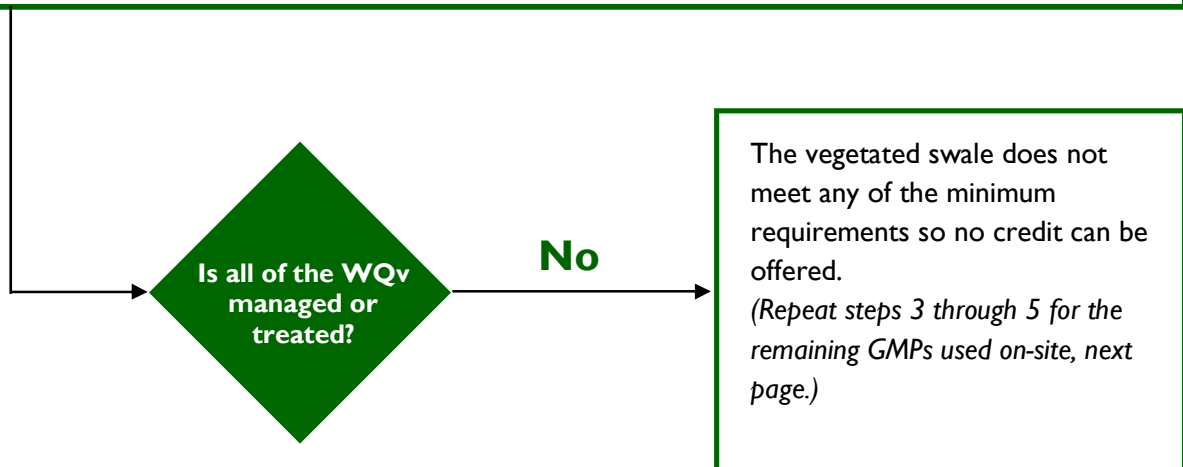 Is all of the WQv
managed or
treated?
No
The vegetated swale does not
meet any of the minimum
requirements so no credit can be
offered.
(Repeat steps 3 through 5 for the
remaining GMPs used on-site, next
page.)